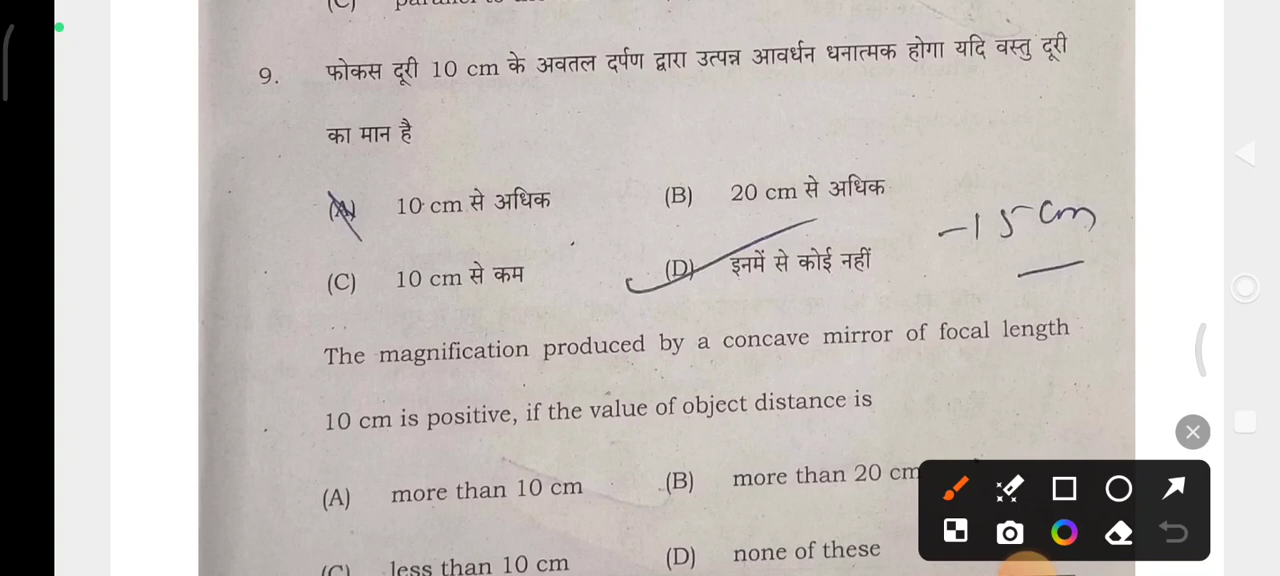 9. फोकस दूरी 10 cm के अवतल दर्पण द्वारा उत्पन्न आवर्धन धनात्मक होगा यदि वस्तु दूरी
का मान है
(A) 10 cm से अधिक (B) 20 cm से अधिक
-15 cm
(C) 10 cm से कम (D) इनमें से कोई नहीं
The magnification produced by a concave mirror of focal length
10 cm is positive, if the value of object distance is
(A) more than 10 cm (B) more than 20 cm
(C) less than 10 cm (D) none of these